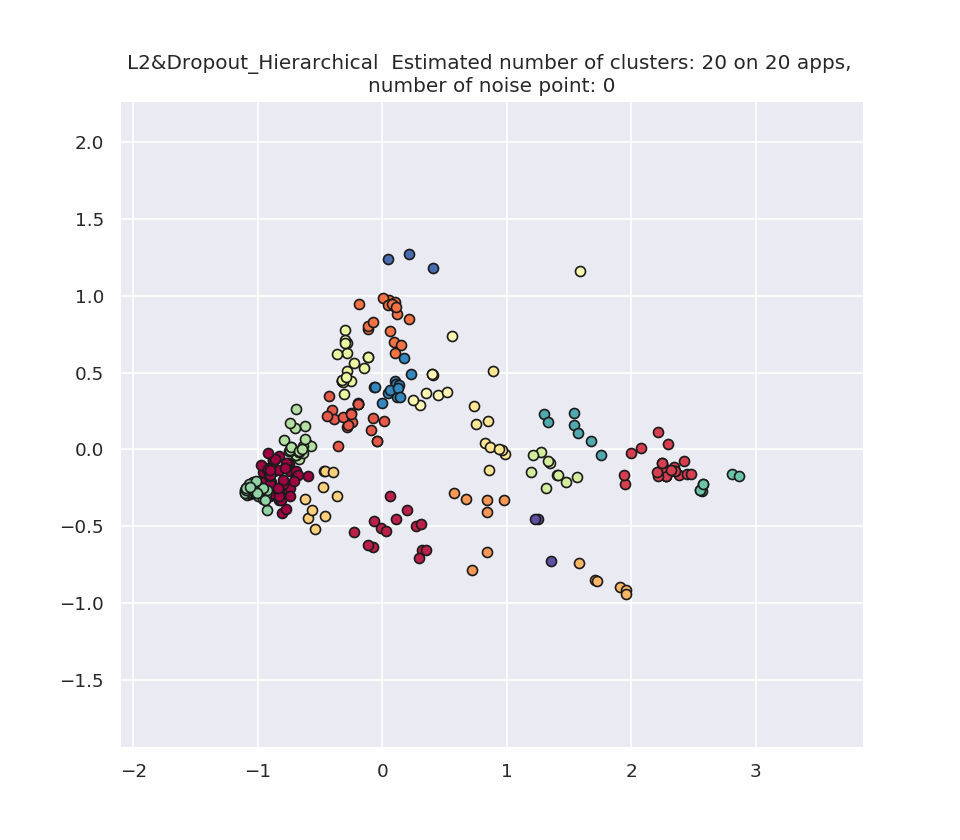 L2&Dropout_Hierarchical  Estimated number of clusters: 20 on 20 apps,
number of noise point: 0
2.0
1.5
1.0
0.5
0.0
−0.5
−1.0
−1.5
−2 −1 0 1 2 3